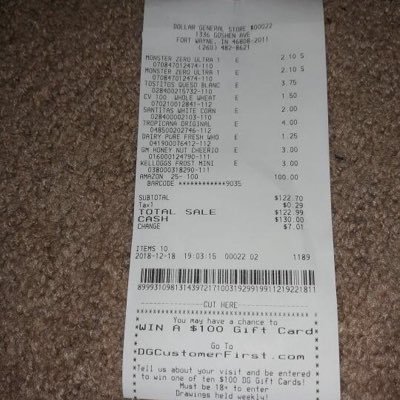 DOLLAR GENERAL STORE #00022
1336 GOSHEN AVE
FORT WAYNE, IN 46808-2011
(260) 482-8621
MONSTER ZERO ULTRA 1 E 2.10 S
070847012474-110
MONSTER ZERO ULTRA 1 E 2.10 S
070847012474-110
TOSTITOS QUESO BLANC E 3.75
028400215732-110
CV 100 WHOLE WHEAT E 1.50
070210012841-112
SANTITAS WHITE CORN E 2.00
028400002103-110
TROPICANA ORIGINAL E 4.00
048500202746-112
DAIRY PURE FRESH WHO E 1.25
041900076412-112
GM HONEY NUT CHEERIO E 3.00
016000124790-111
KELLOGGS FROST MINI E 3.00
038000318290-111
AMAZON 25-100 100.00
BARCODE ************9035
SUBTOTAL $122.70
Tax1 $0.29
TOTAL SALE $122.99
CASH $130.00
CHANGE $7.01
ITEMS 10
2018-12-18 19:03:15 00022 02 1189
CUT HERE
You may have a chance to
WIN A $100 Gift Card
Go To
DGCustomerFirst.com
Tell us about your visit and be entered
to win one of ten $100 DG Gift Cards!
Must be 18+ to enter
Drawings held weekly!